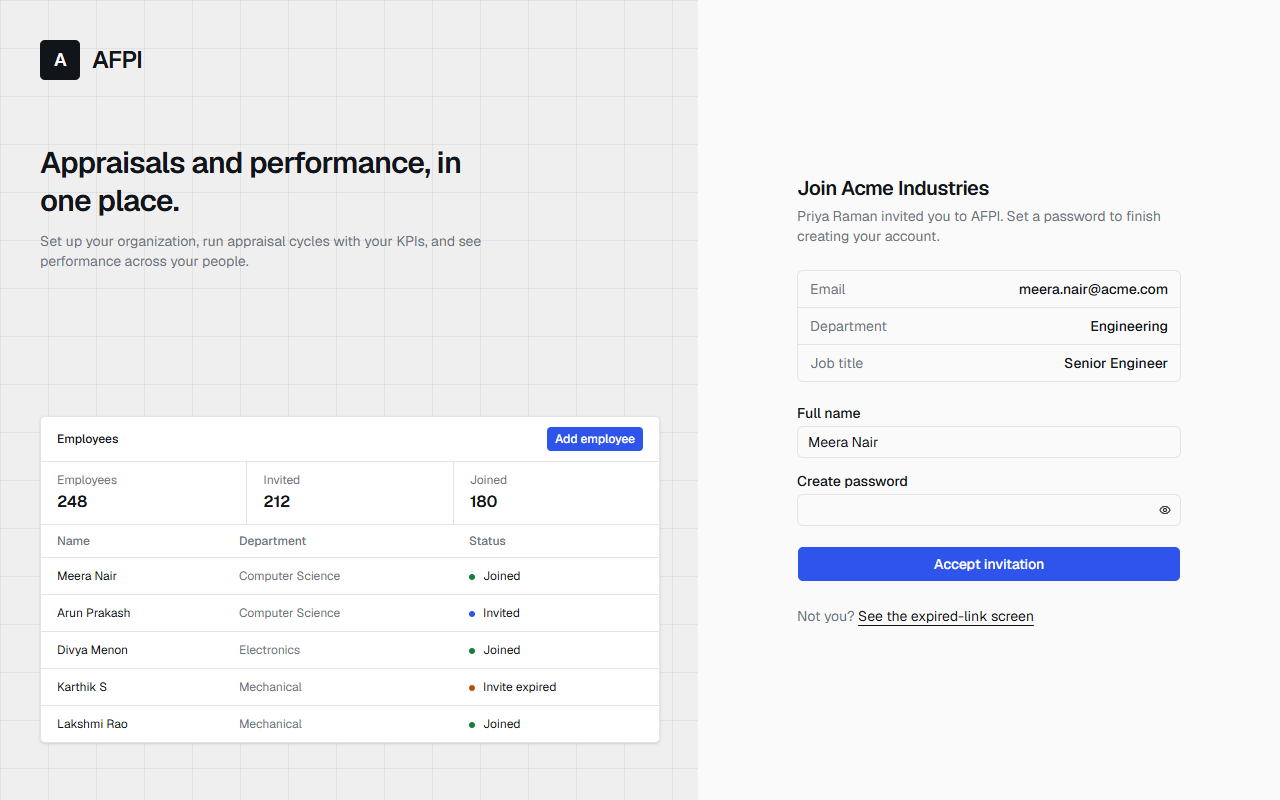 A AFPI
Appraisals and performance, in
one place.
Set up your organization, run appraisal cycles with your KPIs, and see
performance across your people.
Employees Add employee
Employees Invited Joined
248 212 180
Name Department Status
Meera Nair Computer Science Joined
Arun Prakash Computer Science Invited
Divya Menon Electronics Joined
Karthik S Mechanical Invite expired
Lakshmi Rao Mechanical Joined
Join Acme Industries
Priya Raman invited you to AFPI. Set a password to finish
creating your account.
Email meera.nair@acme.com
Department Engineering
Job title Senior Engineer
Full name
Meera Nair
Create password
Accept invitation
Not you? See the expired-link screen